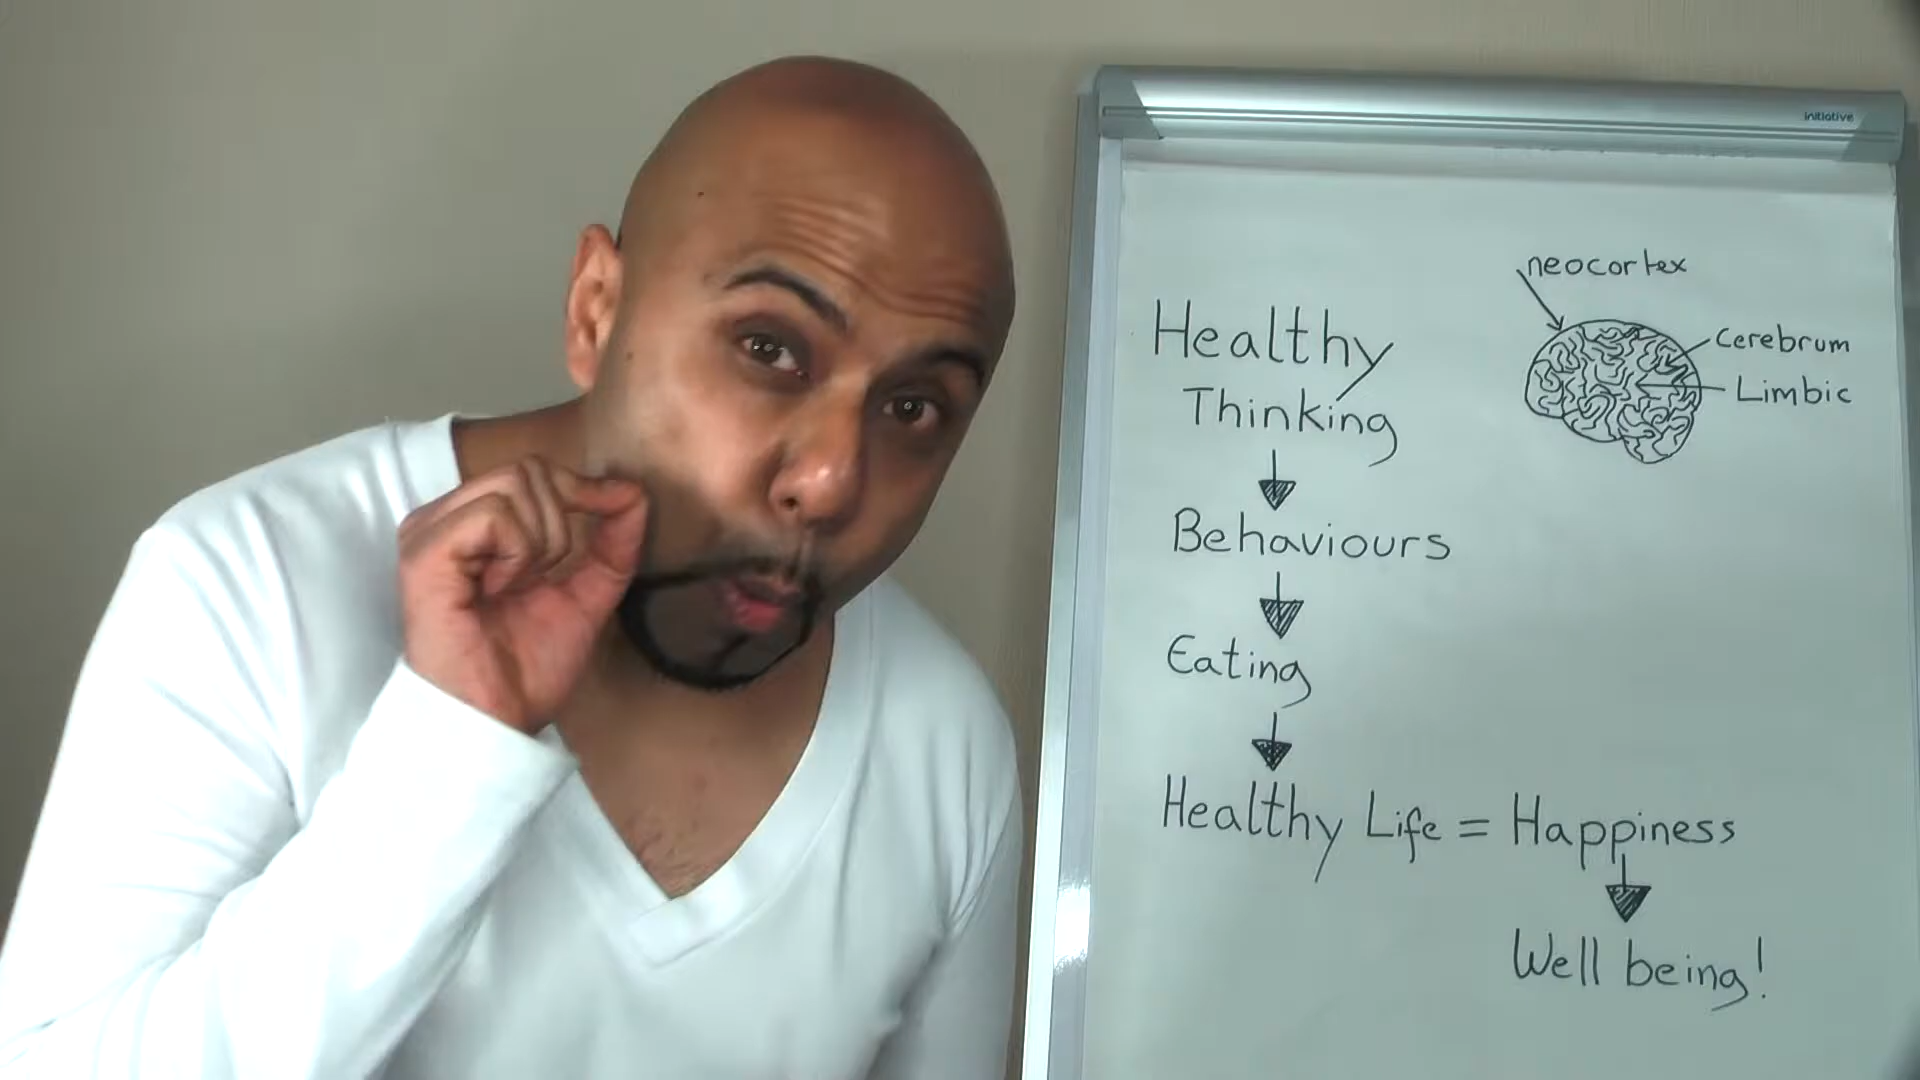 initiative
neocortex
Cerebrum
Limbic
Healthy
Thinking
Behaviours
Eating
Healthy Life = Happiness
Well being!